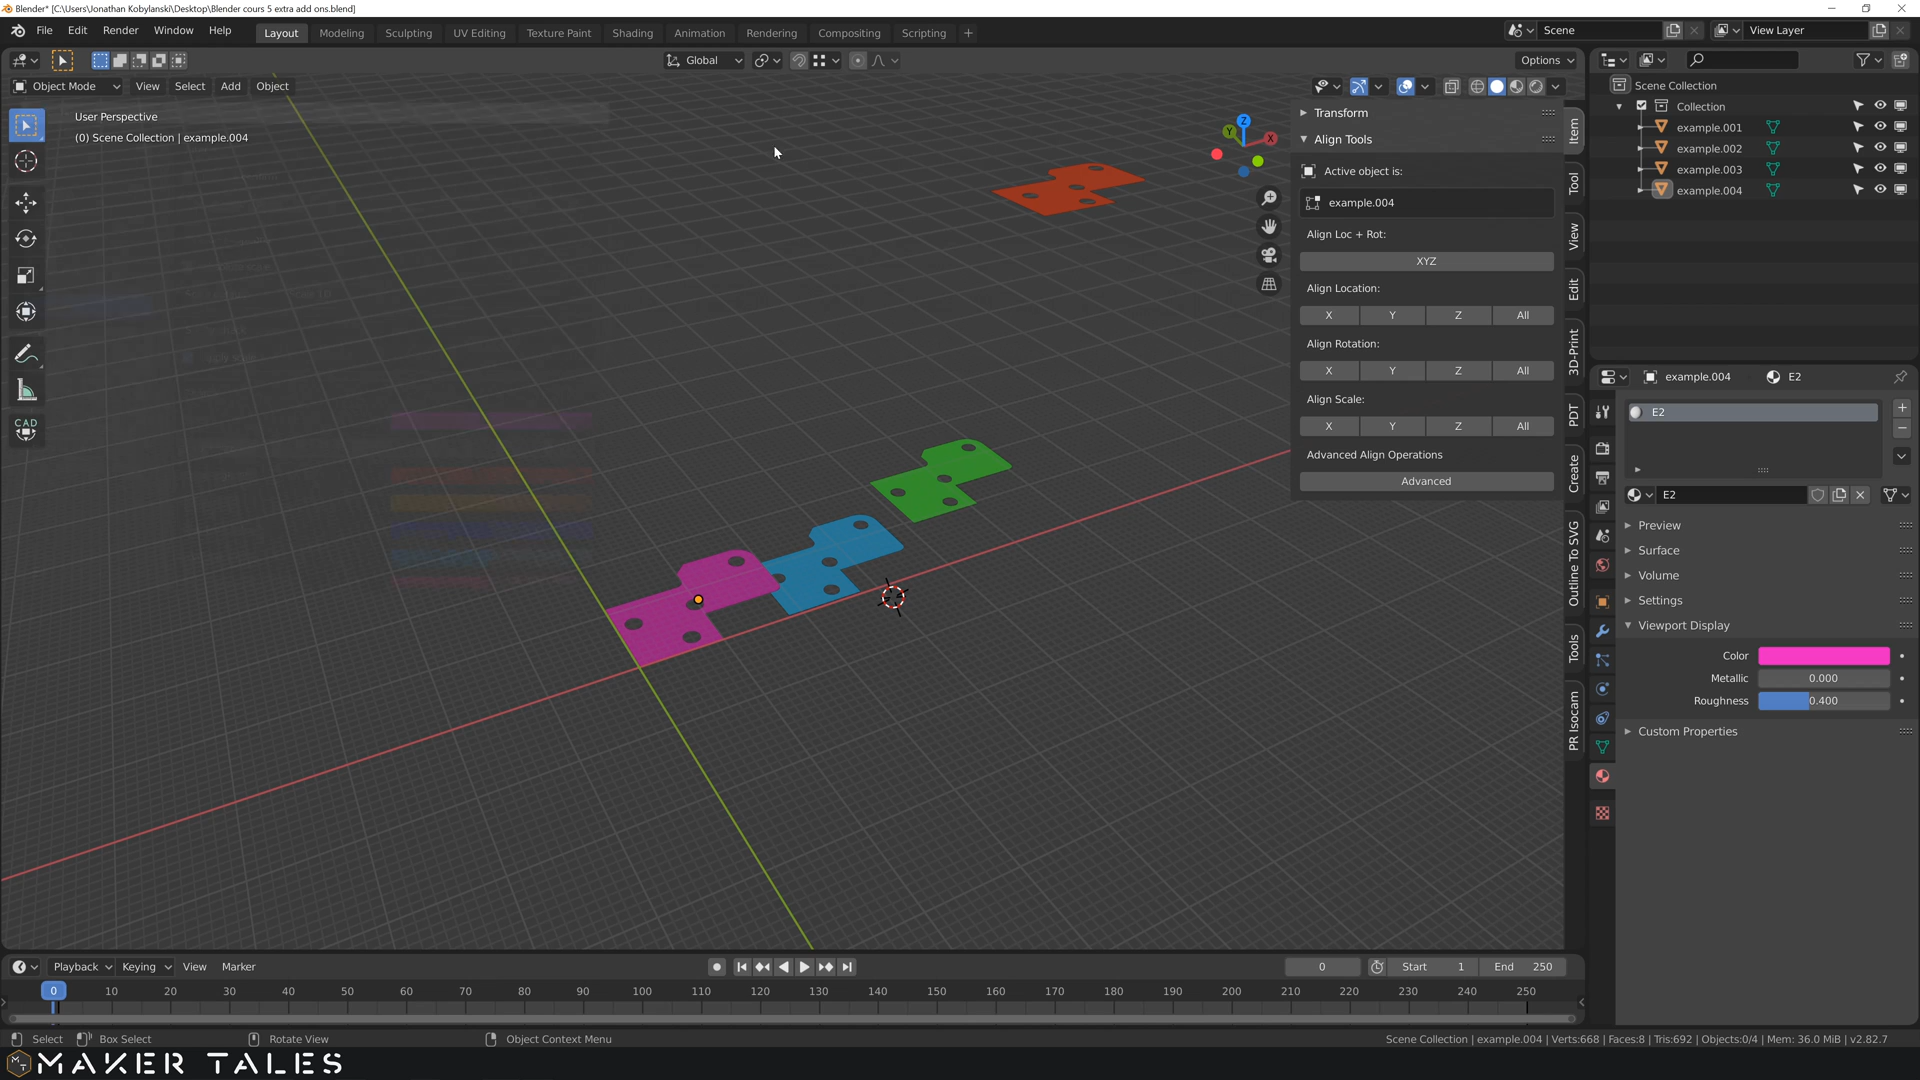 Blender* [C:\Users\Jonathan Kobylanski\Desktop\Blender cours 5 extra add ons.blend]
File Edit Render Window Help Layout Modeling Sculpting UV Editing Texture Paint Shading Animation Rendering Compositing Scripting + Scene View Layer
Global Options
Object Mode View Select Add Object
User Perspective
(0) Scene Collection | example.004
Z
Y
X
CAD
Transform
Align Tools
Active object is:
example.004
Align Loc + Rot:
XYZ
Align Location:
X Y Z All
Align Rotation:
X Y Z All
Align Scale:
X Y Z All
Advanced Align Operations
Advanced
Item
Tool
View
Edit
3D-Print
PDT
Create
Outline To SVG
Tools
PR Isocam
Scene Collection
Collection
example.001
example.002
example.003
example.004
example.004 E2
E2
E2
Preview
Surface
Volume
Settings
Viewport Display
Color
Metallic 0.000
Roughness 0.400
Custom Properties
Playback Keying View Marker 0 Start 1 End 250
0 10 20 30 40 50 60 70 80 90 100 110 120 130 140 150 160 170 180 190 200 210 220 230 240 250
Select Box Select Rotate View Object Context Menu Scene Collection | example.004 | Verts:668 | Faces:8 | Tris:692 | Objects:0/4 | Mem: 36.0 MiB | v2.82.7
MAKER TALES